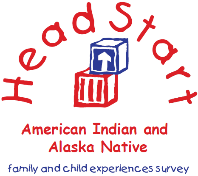 Head Start
American Indian and
Alaska Native
family and child experiences survey